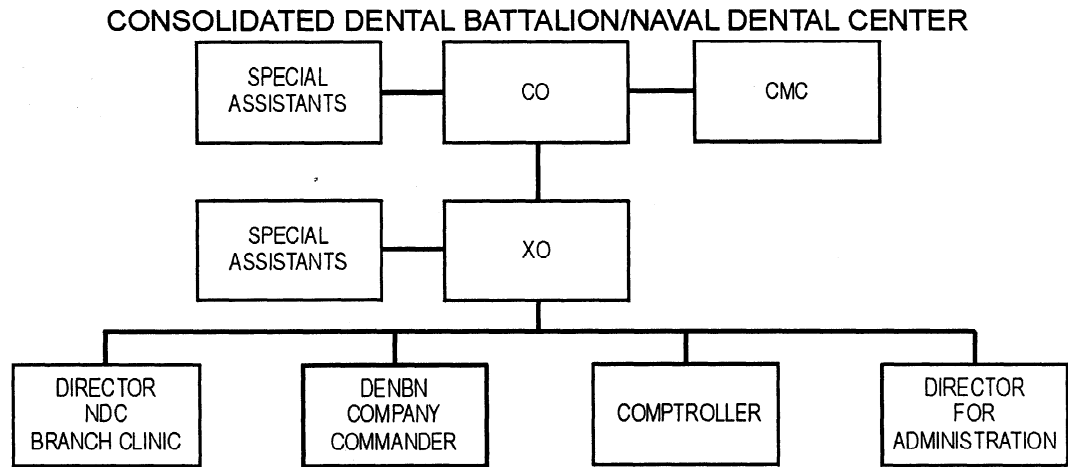 CONSOLIDATED DENTAL BATTALION/NAVAL DENTAL CENTER
SPECIAL
ASSISTANTS
CO
CMC
SPECIAL
ASSISTANTS
XO
DIRECTOR
NDC
BRANCH CLINIC
DENBN
COMPANY
COMMANDER
COMPTROLLER
DIRECTOR
FOR
ADMINISTRATION